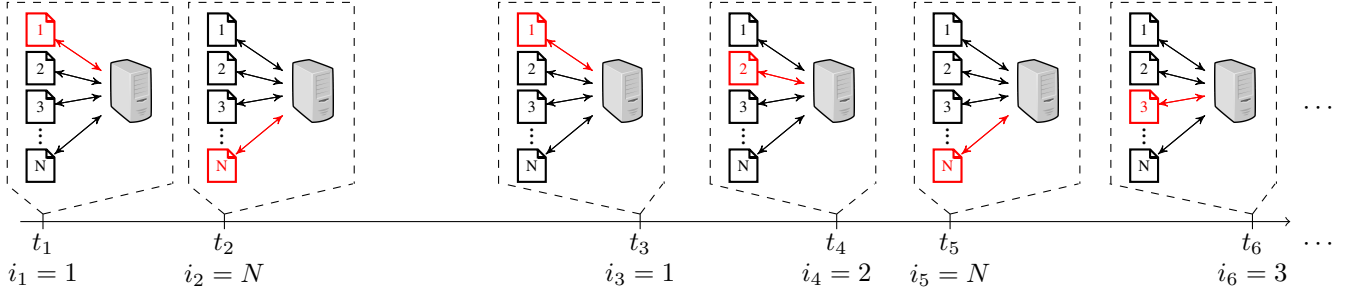 1 1 1 1 1 1
2 2 2 2 2 2
3 3 3 3 3 3 ...
⋮ ⋮ ⋮ ⋮ ⋮ ⋮
N N N N N N
t₁ t₂ t₃ t₄ t₅ t₆ ...
i₁ = 1 i₂ = N i₃ = 1 i₄ = 2 i₅ = N i₆ = 3